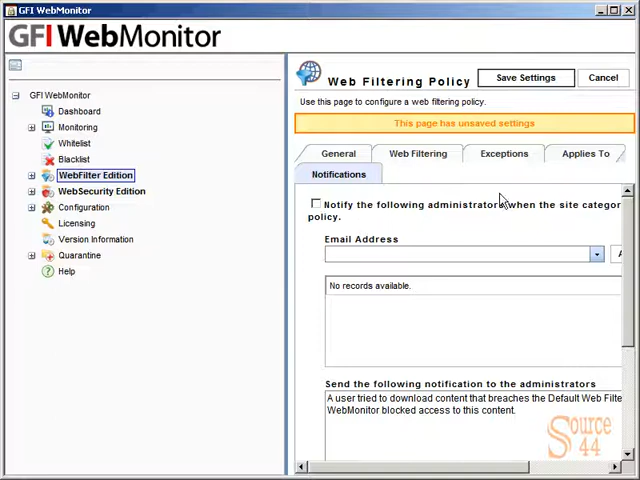 GFI WebMonitor
GFI WebMonitor
GFI WebMonitor
Dashboard
Monitoring
Whitelist
Blacklist
WebFilter Edition
WebSecurity Edition
Configuration
Licensing
Version Information
Quarantine
Help
Web Filtering Policy
Save Settings
Cancel
Use this page to configure a web filtering policy.
This page has unsaved settings
General
Web Filtering
Exceptions
Applies To
Notifications
Notify the following administrators when the site categor
policy.
Email Address
A
No records available.
Send the following notification to the administrators
A user tried to download content that breaches the Default Web Filte
WebMonitor blocked access to this content.
Source
44